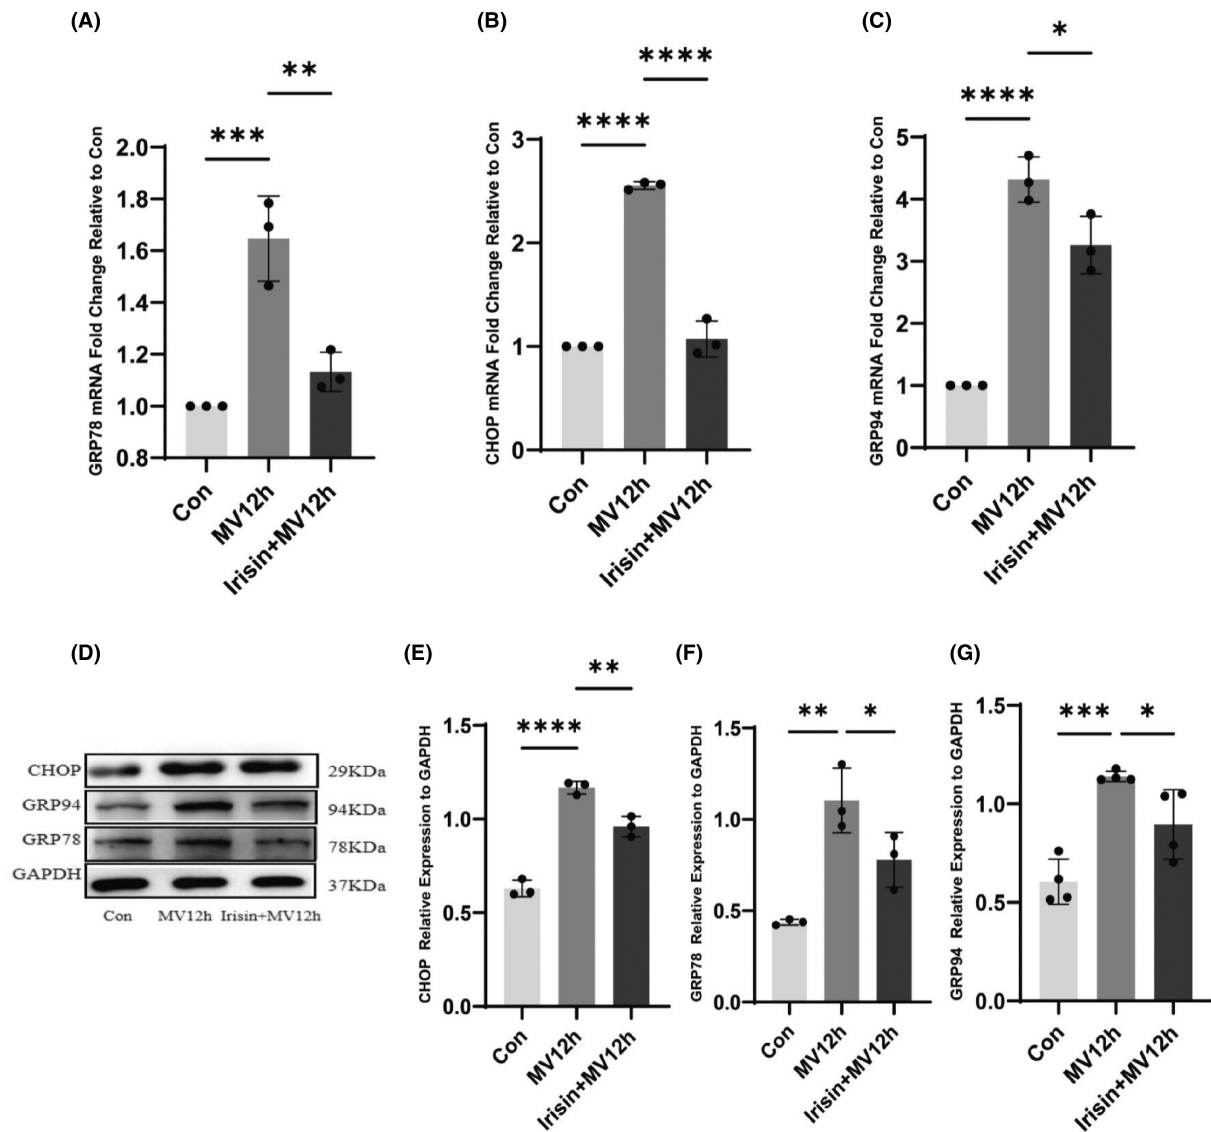 (A)
(B)
(C)
**
***
GRP78 mRNA Fold Change Relative to Con
2.0
1.8
1.6
1.4
1.2
1.0
0.8
Con
MV12h
Irisin+MV12h
****
****
CHOP mRNA Fold Change Relative to Con
3
2
1
0
Con
MV12h
Irisin+MV12h
*
****
GRP94 mRNA Fold Change Relative to Con
5
4
3
2
1
0
Con
MV12h
Irisin+MV12h
(D)
(E)
(F)
(G)
CHOP 29KDa
GRP94 94KDa
GRP78 78KDa
GAPDH 37KDa
Con MV12h Irisin+MV12h
**
****
CHOP Relative Expression to GAPDH
1.5
1.0
0.5
0.0
Con
MV12h
Irisin+MV12h
** *
GRP78 Relative Expression to GAPDH
1.5
1.0
0.5
0.0
Con
MV12h
Irisin+MV12h
*** *
GRP94 Relative Expression to GAPDH
1.5
1.0
0.5
0.0
Con
MV12h
Irisin+MV12h